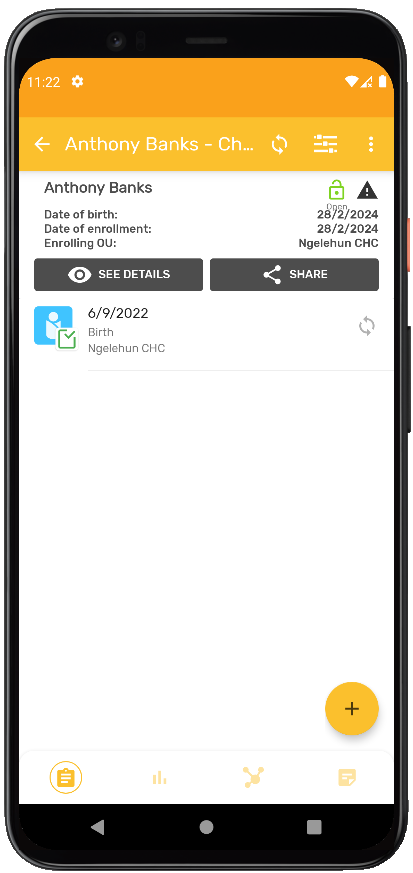 11:22
Anthony Banks - Ch...
Anthony Banks
Open
Date of birth: 28/2/2024
Date of enrollment: 28/2/2024
Enrolling OU: Ngelehun CHC
SEE DETAILS SHARE
6/9/2022
Birth
Ngelehun CHC